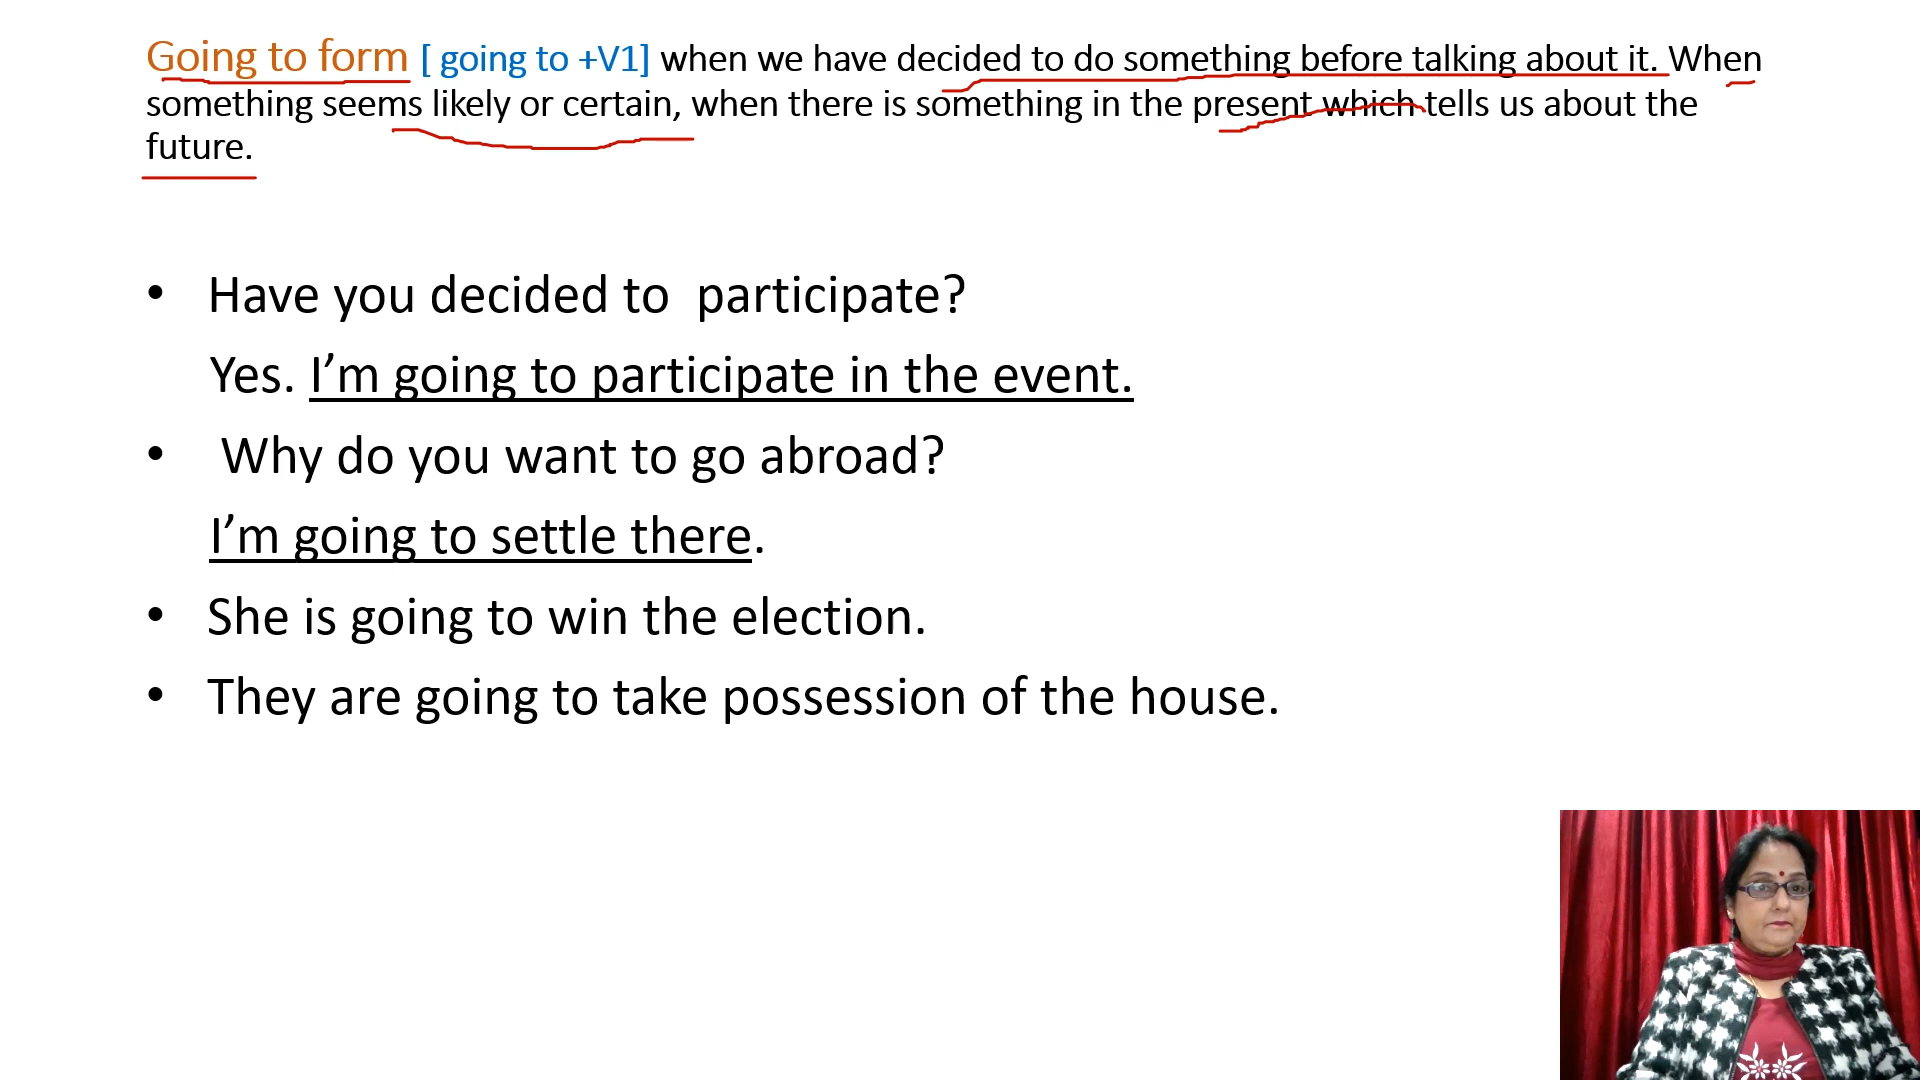 Going to form [ going to +V1] when we have decided to do something before talking about it. When
something seems likely or certain, when there is something in the present which tells us about the
future.
• Have you decided to participate?
Yes. I’m going to participate in the event.
• Why do you want to go abroad?
I’m going to settle there.
• She is going to win the election.
• They are going to take possession of the house.